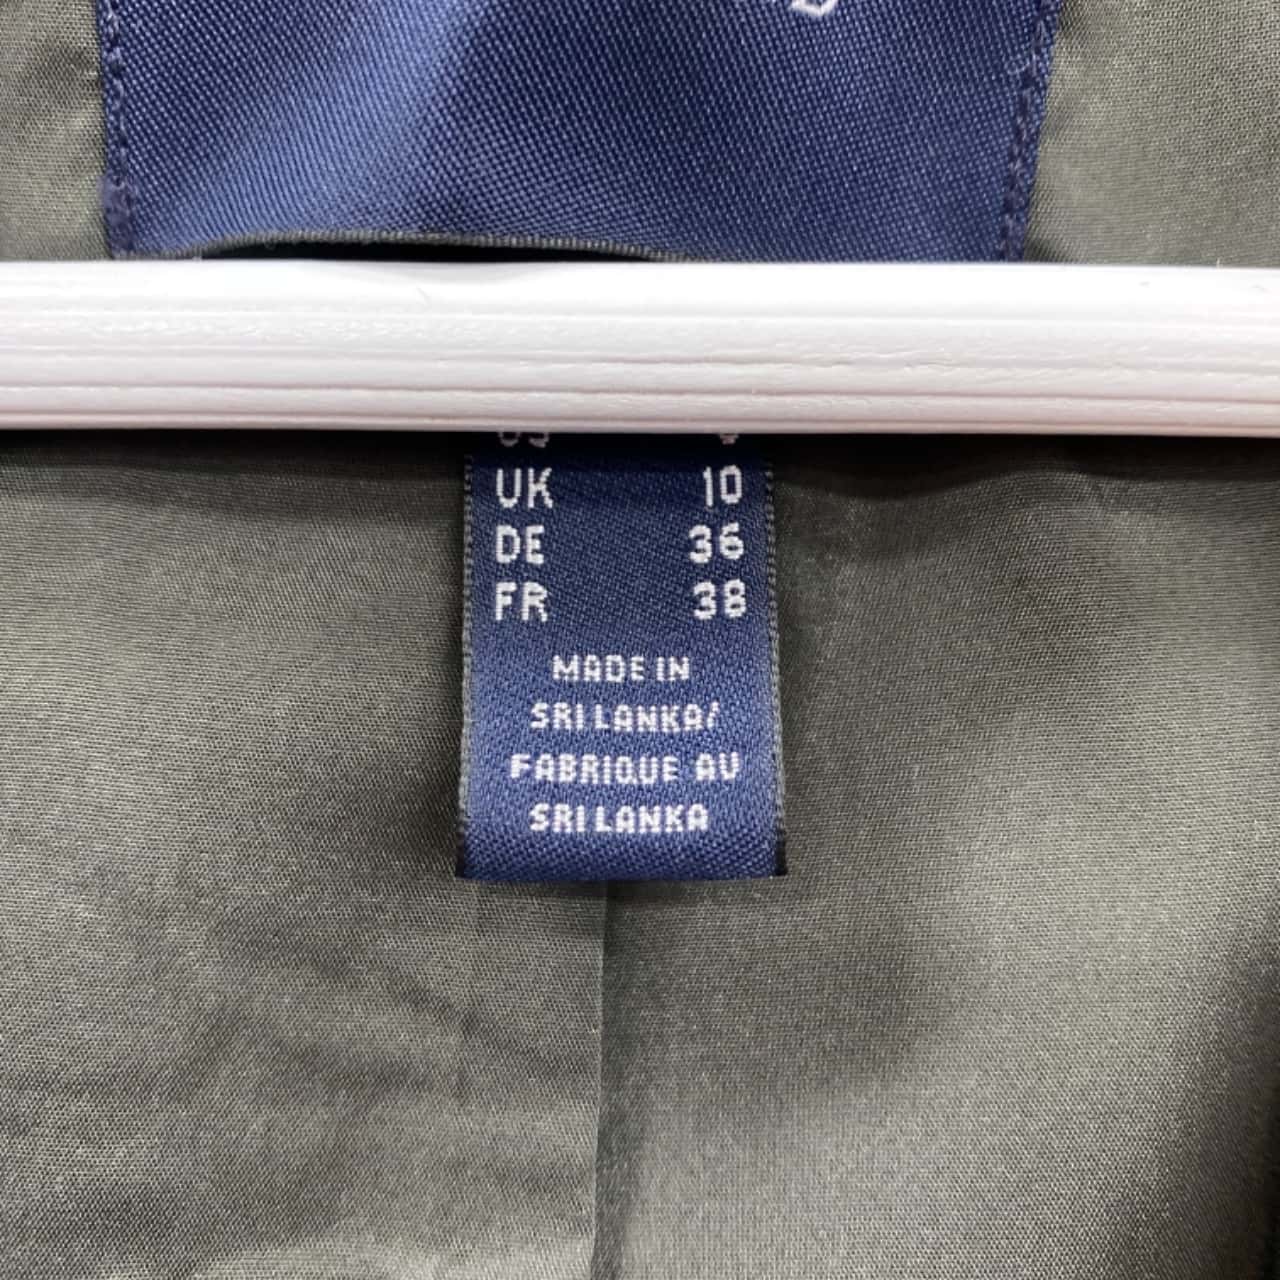 UK 10
DE 36
FR 38
MADE IN
SRI LANKA/
FABRIQUE AU
SRI LANKA